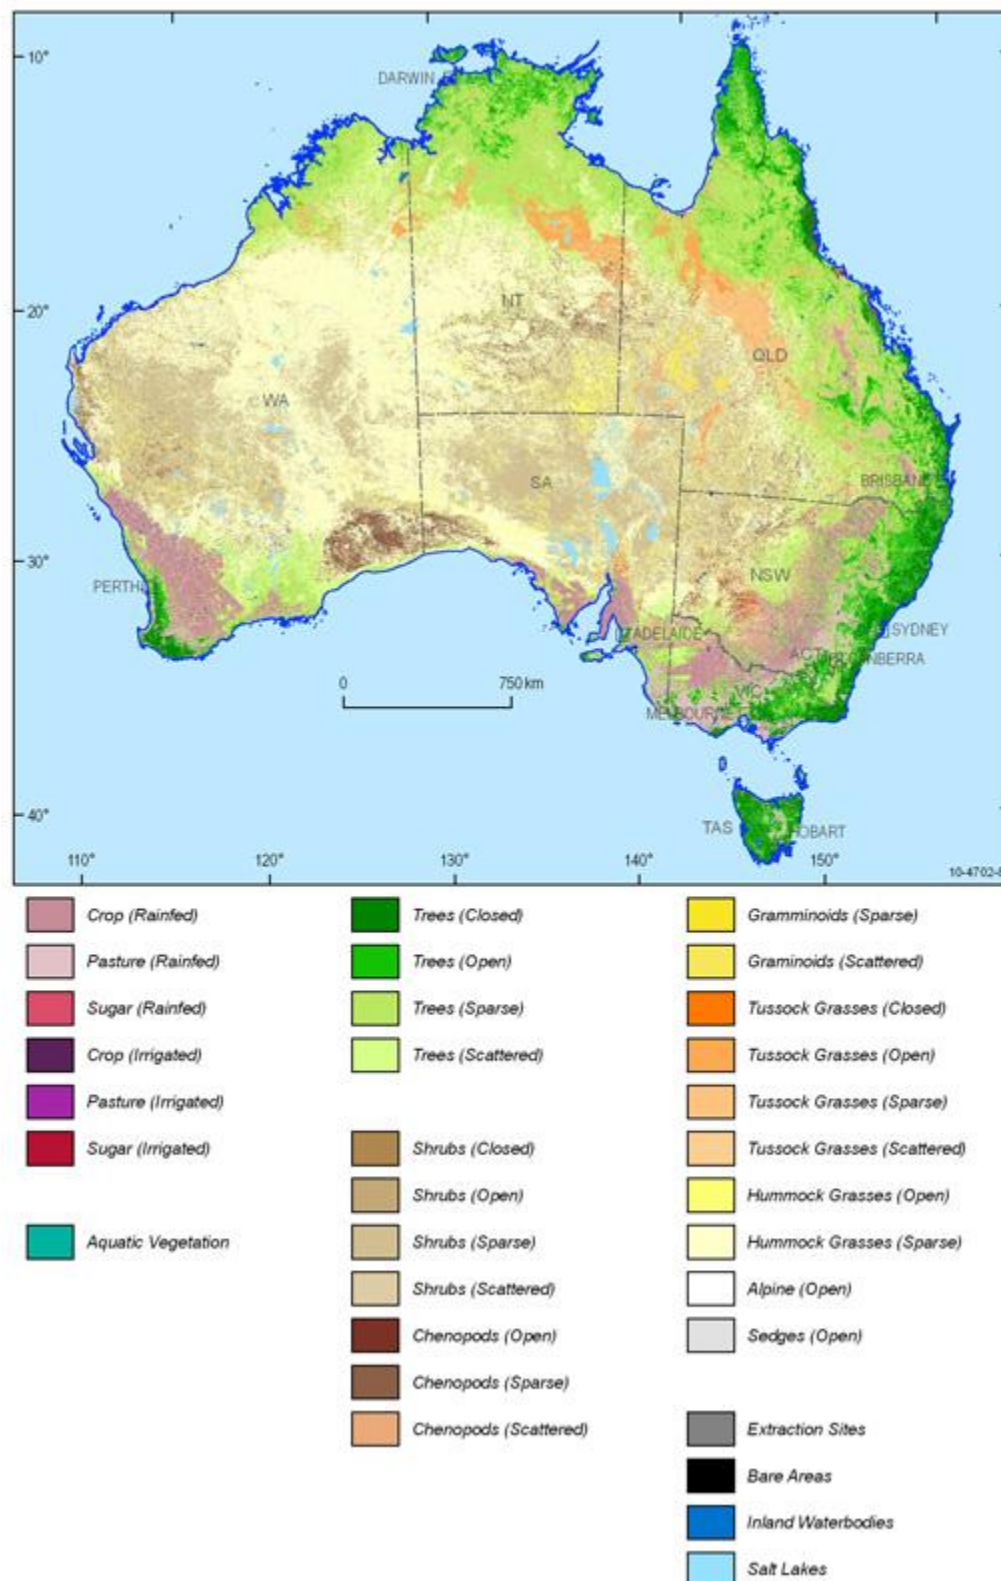 10°
DARWIN
20°
NT
QLD
WA
SA
BRISBANE
30°
PERTH
NSW
ADELAIDE
SYDNEY
ACT
CANBERRA
0 750 km
VIC
MELBOURNE
40°
TAS
HOBART
110° 120° 130° 140° 150°
Crop (Rainfed)
Pasture (Rainfed)
Sugar (Rainfed)
Crop (Irrigated)
Pasture (Irrigated)
Sugar (Irrigated)
Aquatic Vegetation
Trees (Closed)
Trees (Open)
Trees (Sparse)
Trees (Scattered)
Shrubs (Closed)
Shrubs (Open)
Shrubs (Sparse)
Shrubs (Scattered)
Chenopods (Open)
Chenopods (Sparse)
Chenopods (Scattered)
Gramminoids (Sparse)
Graminoids (Scattered)
Tussock Grasses (Closed)
Tussock Grasses (Open)
Tussock Grasses (Sparse)
Tussock Grasses (Scattered)
Hummock Grasses (Open)
Hummock Grasses (Sparse)
Alpine (Open)
Sedges (Open)
Extraction Sites
Bare Areas
Inland Waterbodies
Salt Lakes